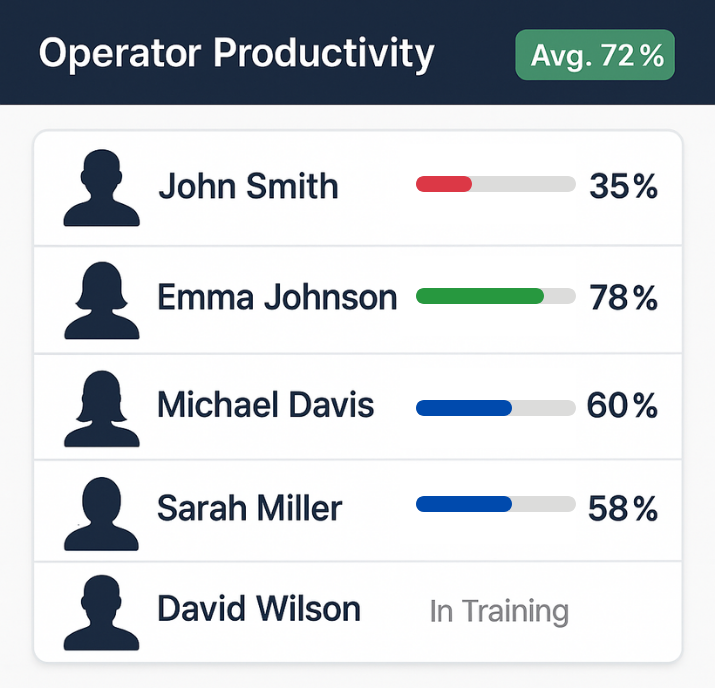 Operator Productivity
Avg. 72%
John Smith 35%
Emma Johnson 78%
Michael Davis 60%
Sarah Miller 58%
David Wilson In Training